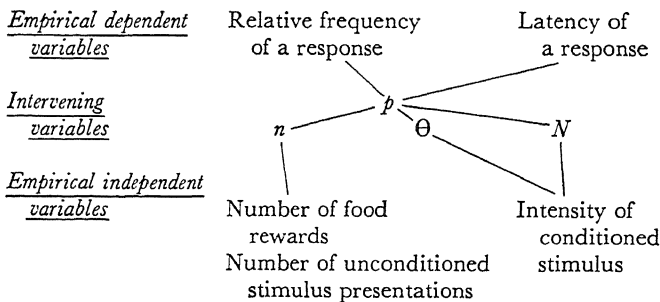 Empirical dependent
variables
Relative frequency
of a response
Latency of
a response
Intervening
variables
p
n
Θ
N
Empirical independent
variables
Number of food
rewards
Number of unconditioned
stimulus presentations
Intensity of
conditioned
stimulus